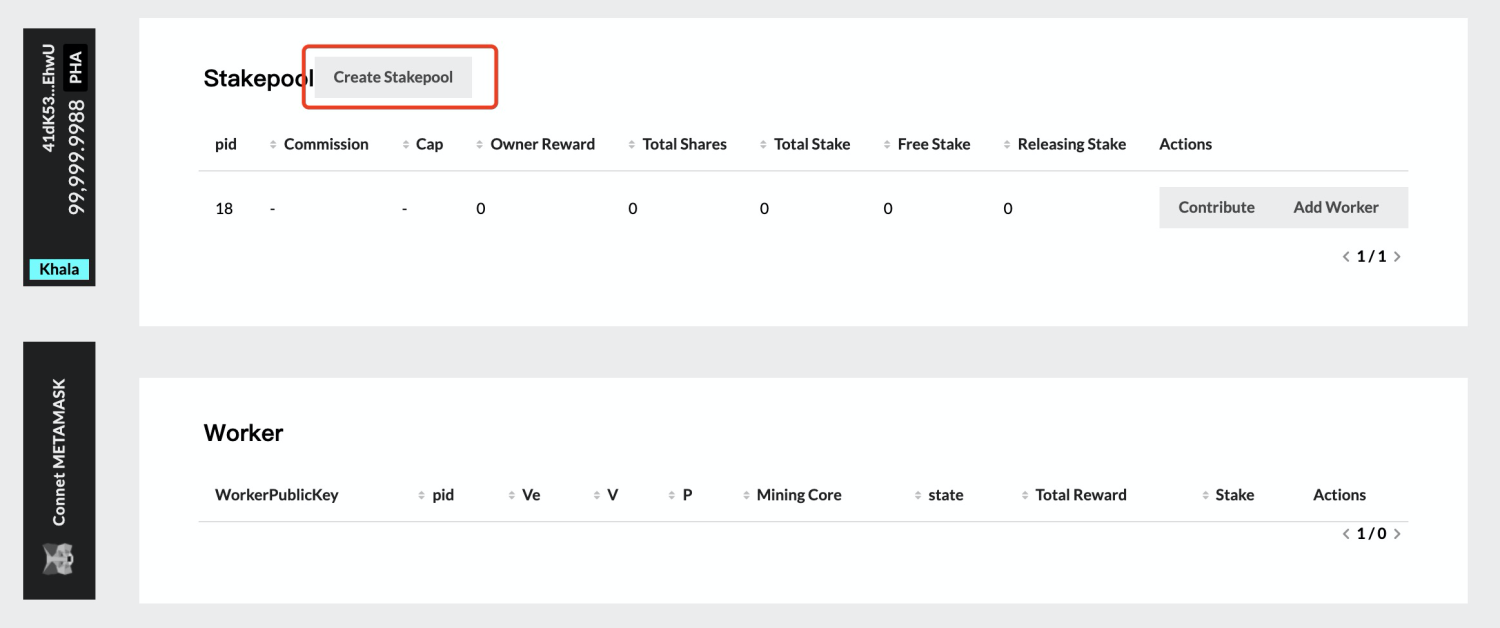 41dK53...EhwU PHA
99,999.9988
Khala
Connet METAMASK
Stakepool Create Stakepool
pid Commission Cap Owner Reward Total Shares Total Stake Free Stake Releasing Stake Actions
18 - - 0 0 0 0 0 Contribute Add Worker
< 1 / 1 >
Worker
WorkerPublicKey pid Ve V P Mining Core state Total Reward Stake Actions
< 1 / 0 >